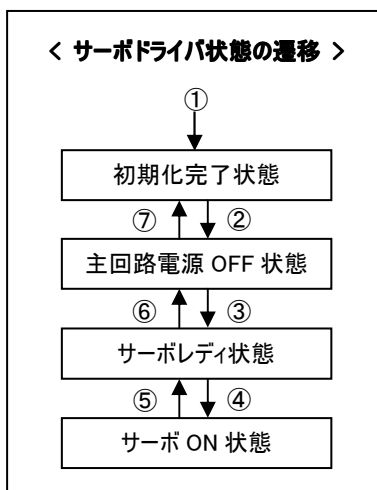 < サーボドライバ状態の遷移 >
①
初期化完了状態
⑦ ②
主回路電源 OFF 状態
⑥ ③
サーボレディ状態
⑤ ④
サーボ ON 状態